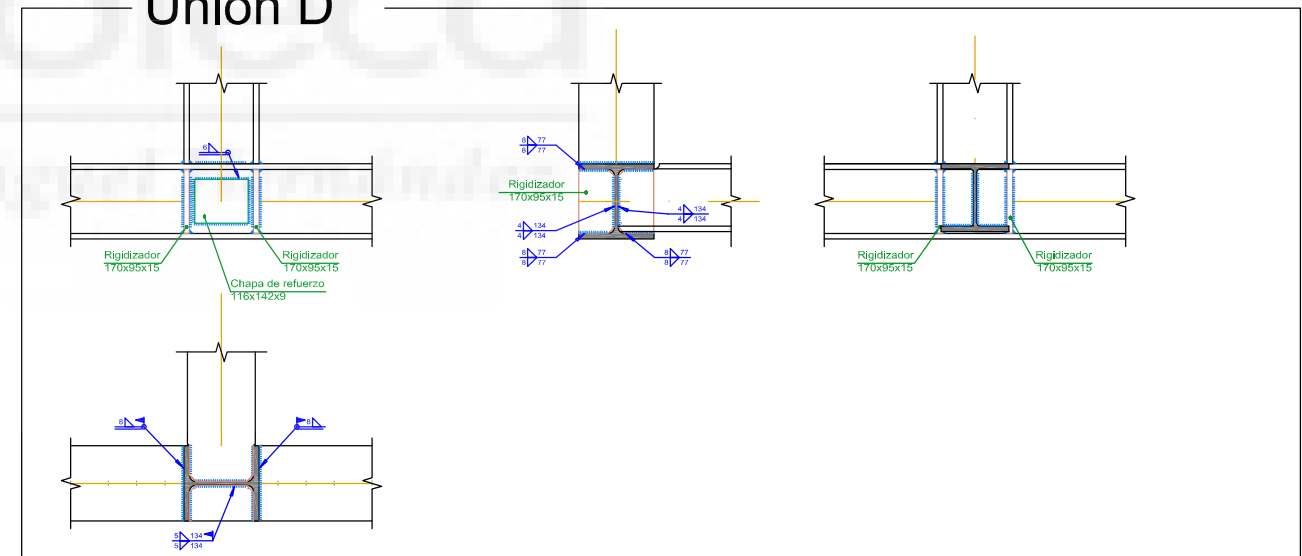 Unión D
6
Rigidizador
170x95x15
Rigidizador
170x95x15
Chapa de refuerzo
116x142x9
8 77
8 77
Rigidizador
170x95x15
4 134
4 134
4 134
4 134
8 77
8 77
8 77
8 77
Rigidizador
170x95x15
Rigidizador
170x95x15
8
8
5 134
5 134